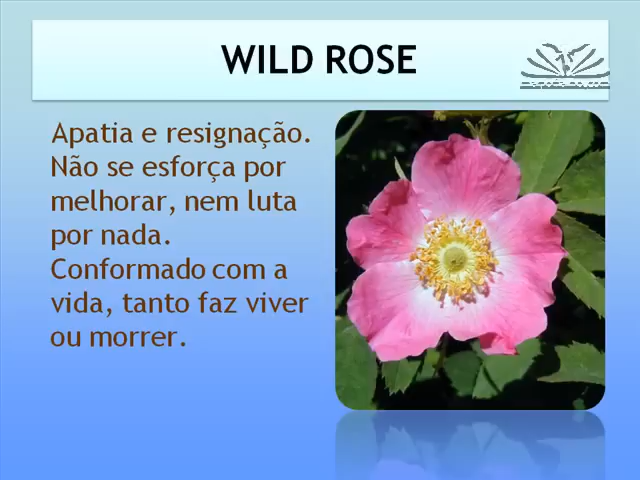 WILD ROSE
Apatia e resignação.
Não se esforça por
melhorar, nem luta
por nada.
Conformado com a
vida, tanto faz viver
ou morrer.